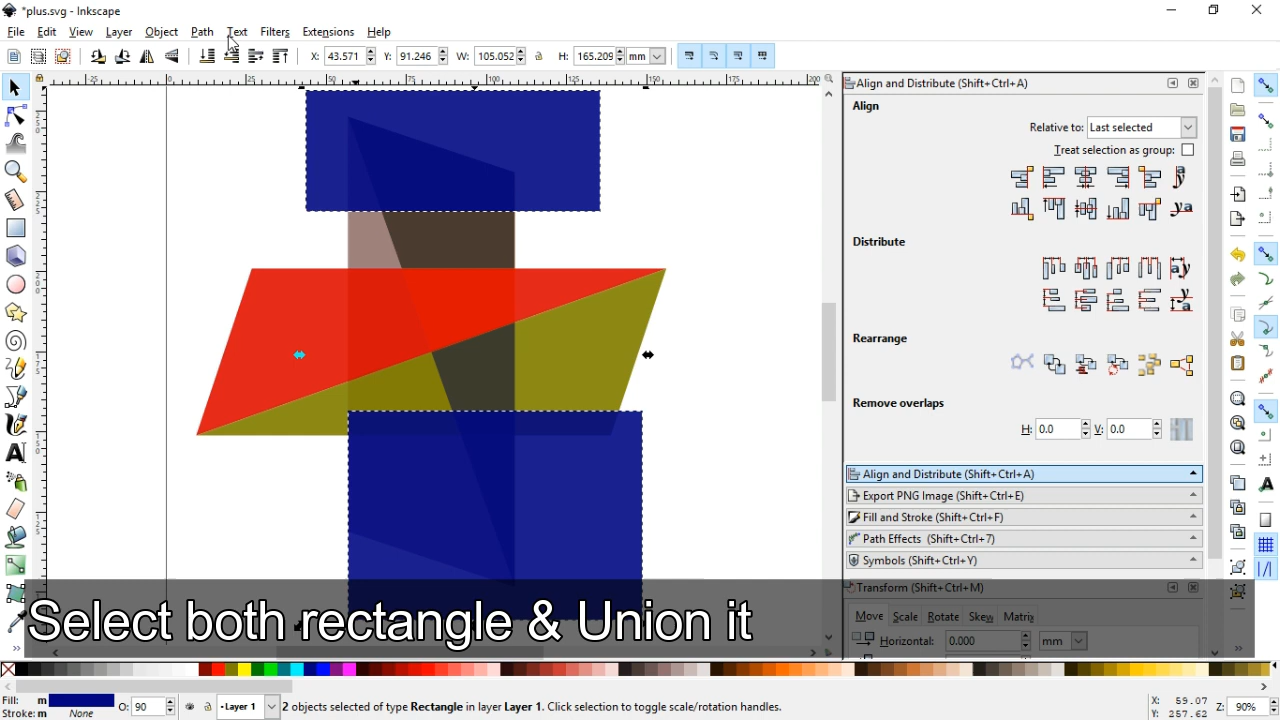 *plus.svg - Inkscape
File Edit View Layer Object Path Text Filters Extensions Help
X: 43.571 Y: 91.246 W: 105.052 H: 165.209 mm
Align and Distribute (Shift+Ctrl+A)
Align
Relative to: Last selected
Treat selection as group:
Distribute
Rearrange
Remove overlaps
H: 0.0 V: 0.0
Align and Distribute (Shift+Ctrl+A)
Export PNG Image (Shift+Ctrl+E)
Fill and Stroke (Shift+Ctrl+F)
Path Effects (Shift+Ctrl+7)
Symbols (Shift+Ctrl+Y)
Transform (Shift+Ctrl+M)
Move Scale Rotate Skew Matrix
Horizontal: 0.000 mm
Select both rectangle & Union it
Fill: m O: 90 Layer 1 2 objects selected of type Rectangle in layer Layer 1. Click selection to toggle scale/rotation handles. X: 59.07 Z: 90%
Stroke: m None Y: 257.62